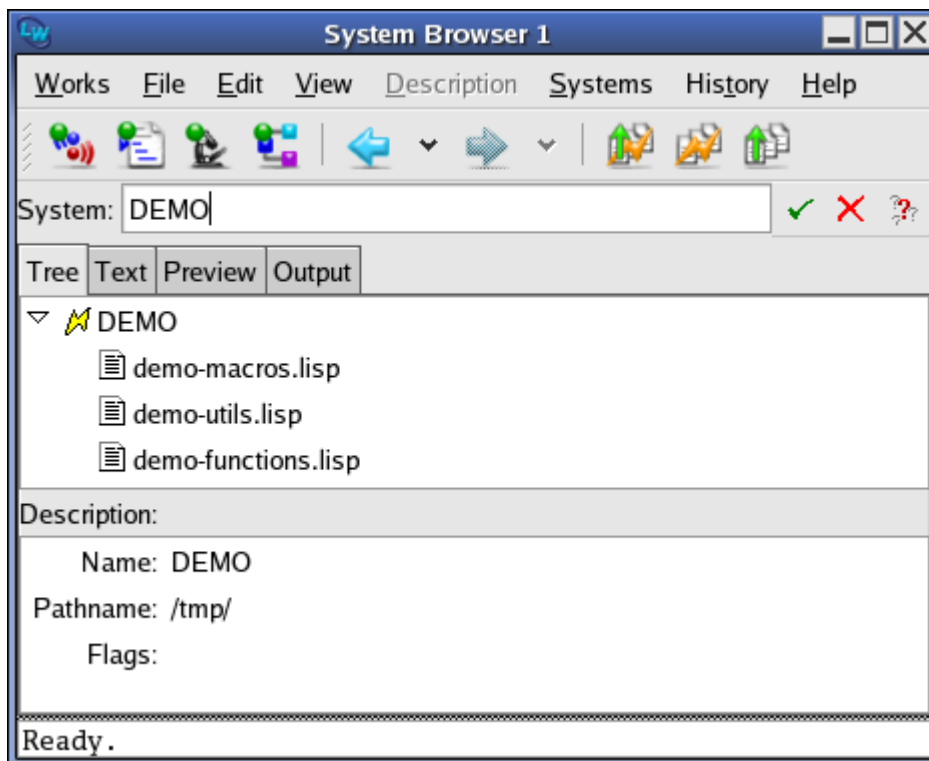 LW System Browser 1
Works File Edit View Description Systems History Help
System: DEMO
Tree Text Preview Output
DEMO
demo-macros.lisp
demo-utils.lisp
demo-functions.lisp
Description:
Name: DEMO
Pathname: /tmp/
Flags:
Ready.